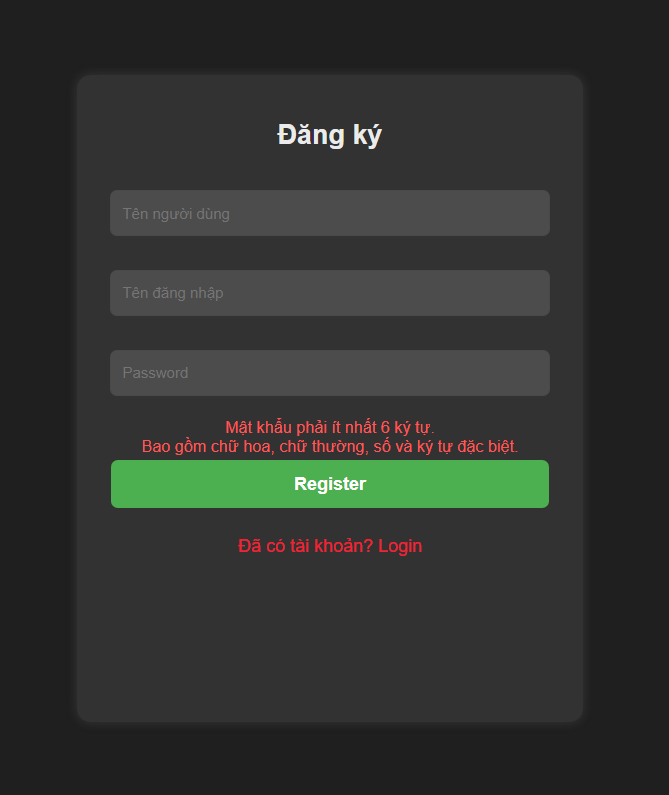 Đăng ký
Tên người dùng
Tên đăng nhập
Password
Mật khẩu phải ít nhất 6 ký tự.
Bao gồm chữ hoa, chữ thường, số và ký tự đặc biệt.
Register
Đã có tài khoản? Login